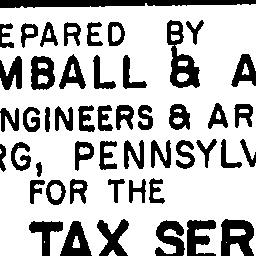 EPARED BY
MBALL & A
NGINEERS & AR
RG, PENNSYLV
FOR THE
TAX SER